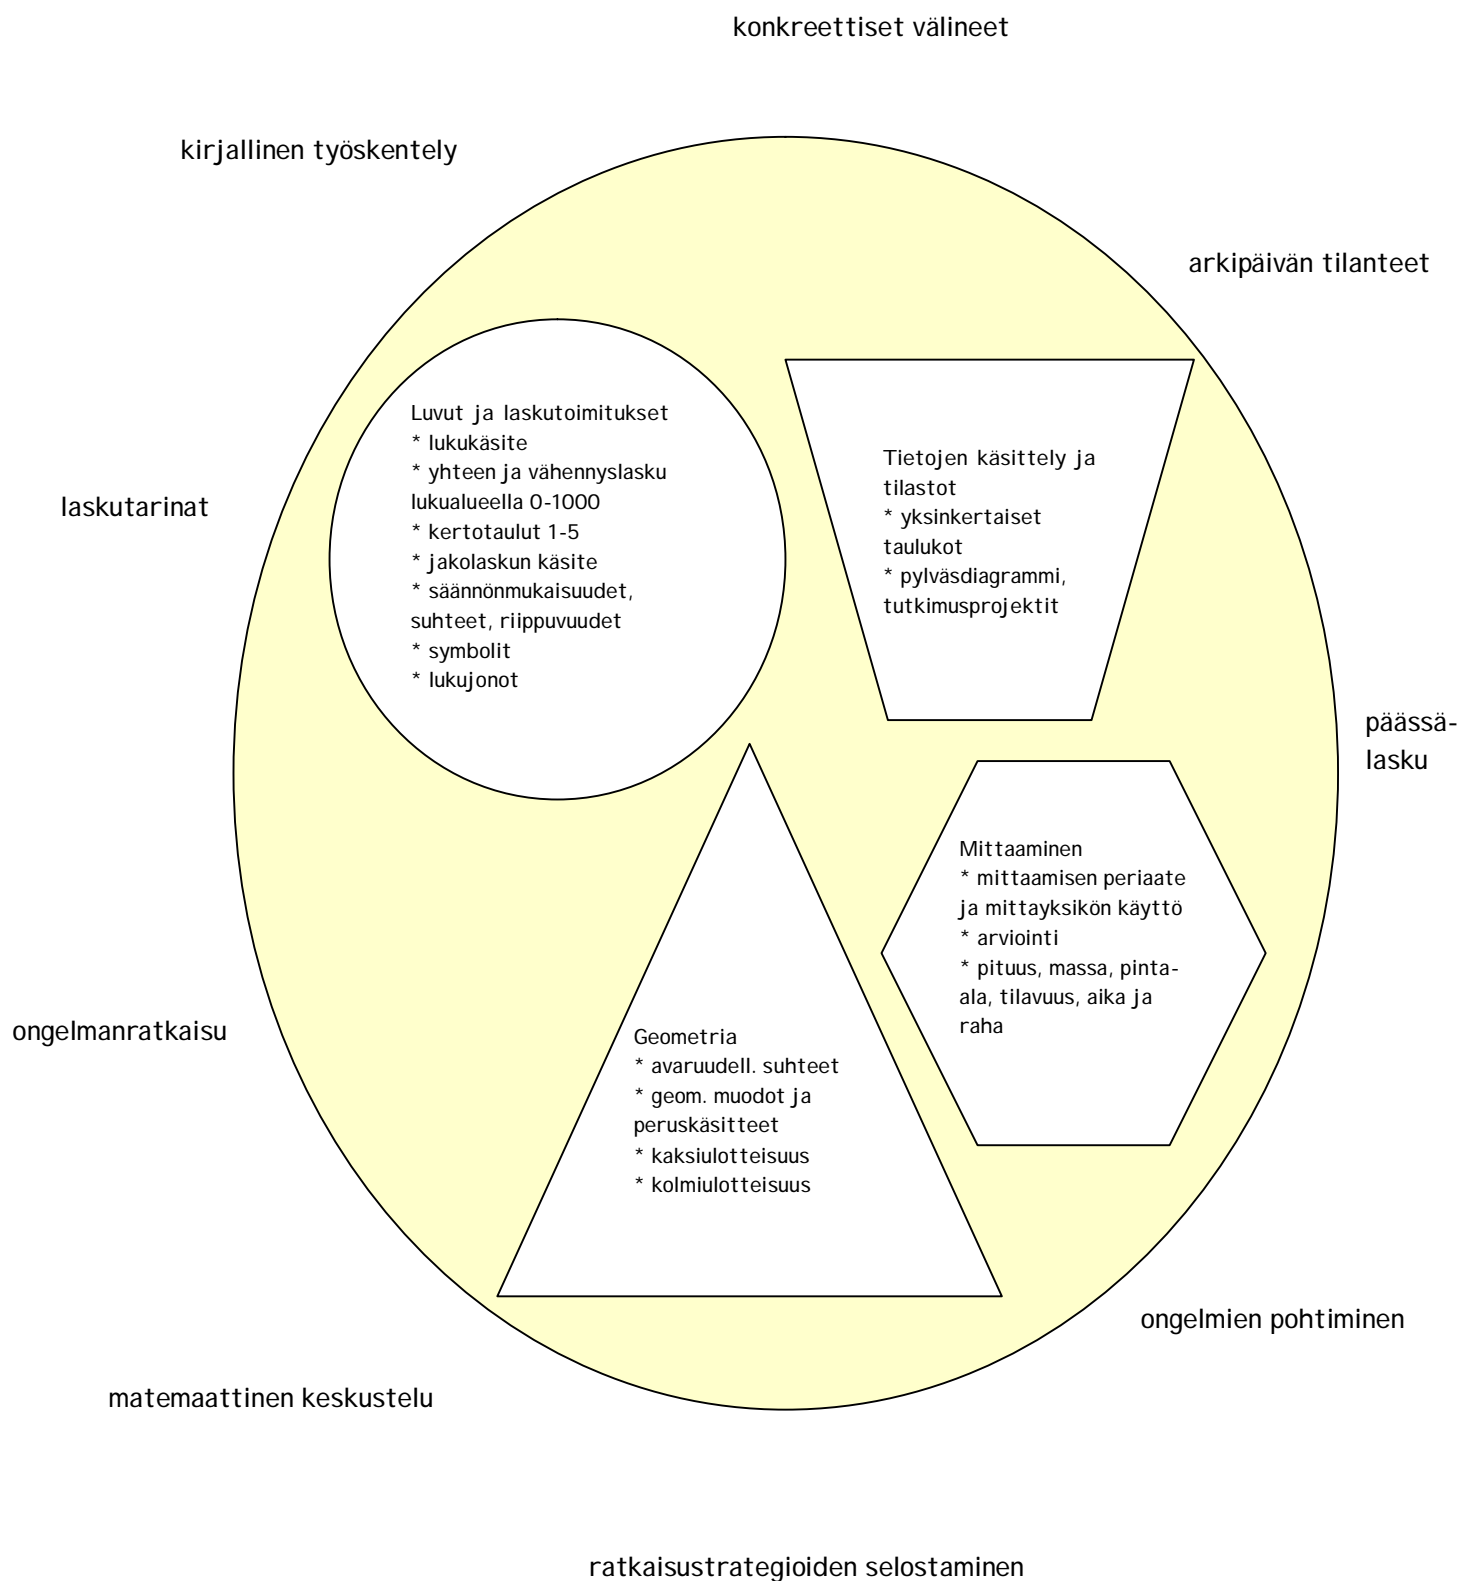 konkreettiset välineet
kirjallinen työskentely
arkipäivän tilanteet
Luvut ja laskutoimitukset
* lukukäsite
* yhteen ja vähennyslasku
lukualueella 0-1000
* kertotaulut 1-5
* jakolaskun käsite
* säännönmukaisuudet,
suhteet, riippuvuudet
* symbolit
* lukujonot
Tietojen käsittely ja
tilastot
* yksinkertaiset
taulukot
* pylväsdiagrammi,
tutkimusprojektit
laskutarinat
päässä-
lasku
Mittaaminen
* mittaamisen periaate
ja mittayksikön käyttö
* arviointi
* pituus, massa, pinta-
ala, tilavuus, aika ja
raha
ongelmanratkaisu
Geometria
* avaruudell. suhteet
* geom. muodot ja
peruskäsitteet
* kaksiulotteisuus
* kolmiulotteisuus
ongelmien pohtiminen
matemaattinen keskustelu
ratkaisustrategioiden selostaminen